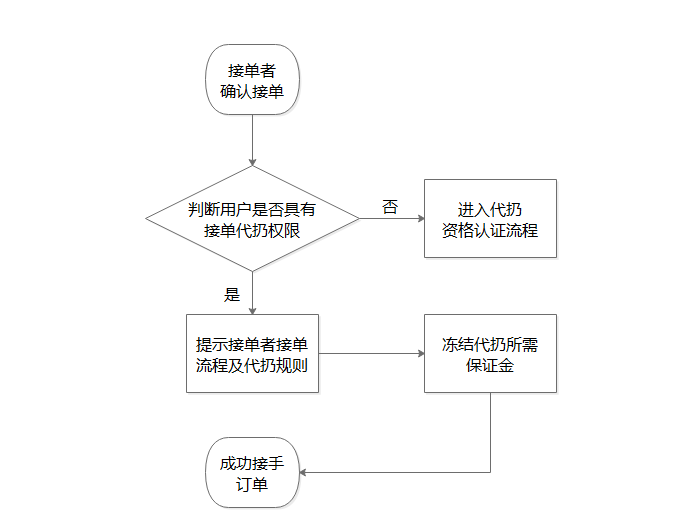 接单者
确认接单
判断用户是否具有
接单代扔权限
否
进入代扔
资格认证流程
是
提示接单者接单
流程及代扔规则
冻结代扔所需
保证金
成功接手
订单